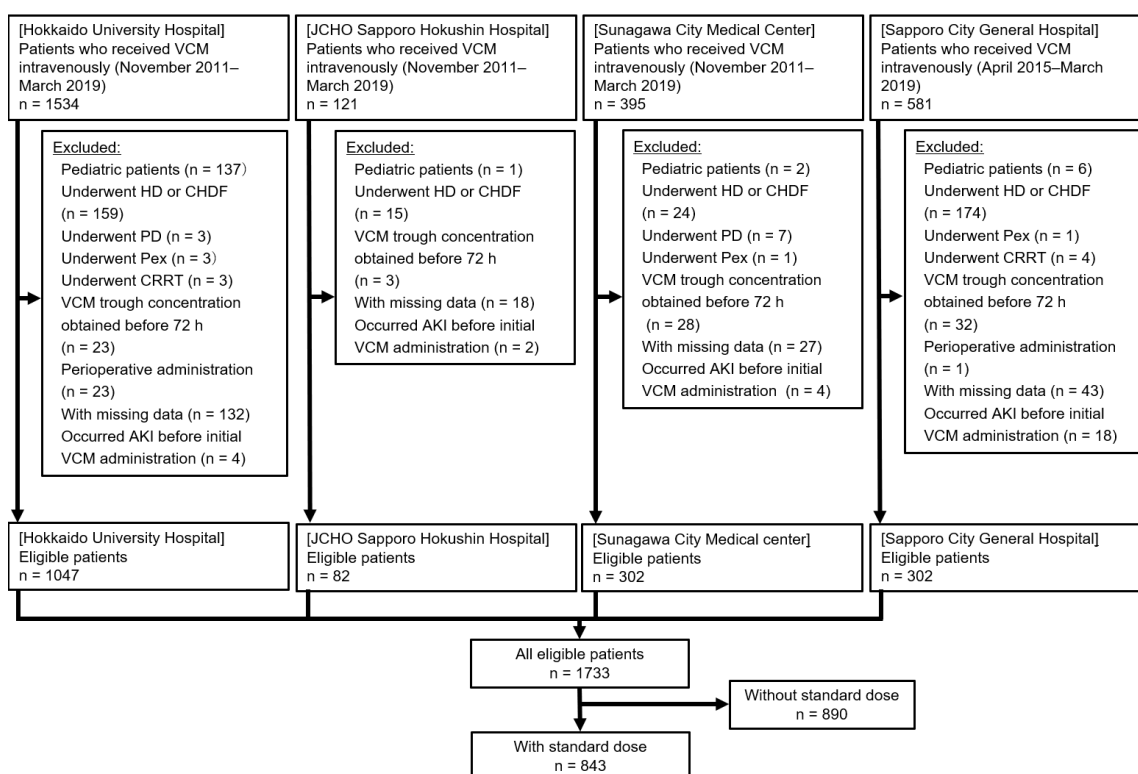 [Hokkaido University Hospital]
Patients who received VCM
intravenously (November 2011–
March 2019)
n = 1534
[JCHO Sapporo Hokushin Hospital]
Patients who received VCM
intravenously (November 2011–
March 2019)
n = 121
[Sunagawa City Medical Center]
Patients who received VCM
intravenously (November 2011–
March 2019)
n = 395
[Sapporo City General Hospital]
Patients who received VCM
intravenously (April 2015–March
2019)
n = 581
Excluded:
Pediatric patients (n = 137)
Underwent HD or CHDF
(n = 159)
Underwent PD (n = 3)
Underwent Pex (n = 3)
Underwent CRRT (n = 3)
VCM trough concentration
obtained before 72 h
(n = 23)
Perioperative administration
(n = 23)
With missing data (n = 132)
Occurred AKI before initial
VCM administration (n = 4)
Excluded:
Pediatric patients (n = 1)
Underwent HD or CHDF
(n = 15)
VCM trough concentration
obtained before 72 h
(n = 3)
With missing data (n = 18)
Occurred AKI before initial
VCM administration (n = 2)
Excluded:
Pediatric patients (n = 2)
Underwent HD or CHDF
(n = 24)
Underwent PD (n = 7)
Underwent Pex (n = 1)
VCM trough concentration
obtained before 72 h
(n = 28)
With missing data (n = 27)
Occurred AKI before initial
VCM administration (n = 4)
Excluded:
Pediatric patients (n = 6)
Underwent HD or CHDF
(n = 174)
Underwent Pex (n = 1)
Underwent CRRT (n = 4)
VCM trough concentration
obtained before 72 h
(n = 32)
Perioperative administration
(n = 1)
With missing data (n = 43)
Occurred AKI before initial
VCM administration (n = 18)
[Hokkaido University Hospital]
Eligible patients
n = 1047
[JCHO Sapporo Hokushin Hospital]
Eligible patients
n = 82
[Sunagawa City Medical center]
Eligible patients
n = 302
[Sapporo City General Hospital]
Eligible patients
n = 302
All eligible patients
n = 1733
Without standard dose
n = 890
With standard dose
n = 843